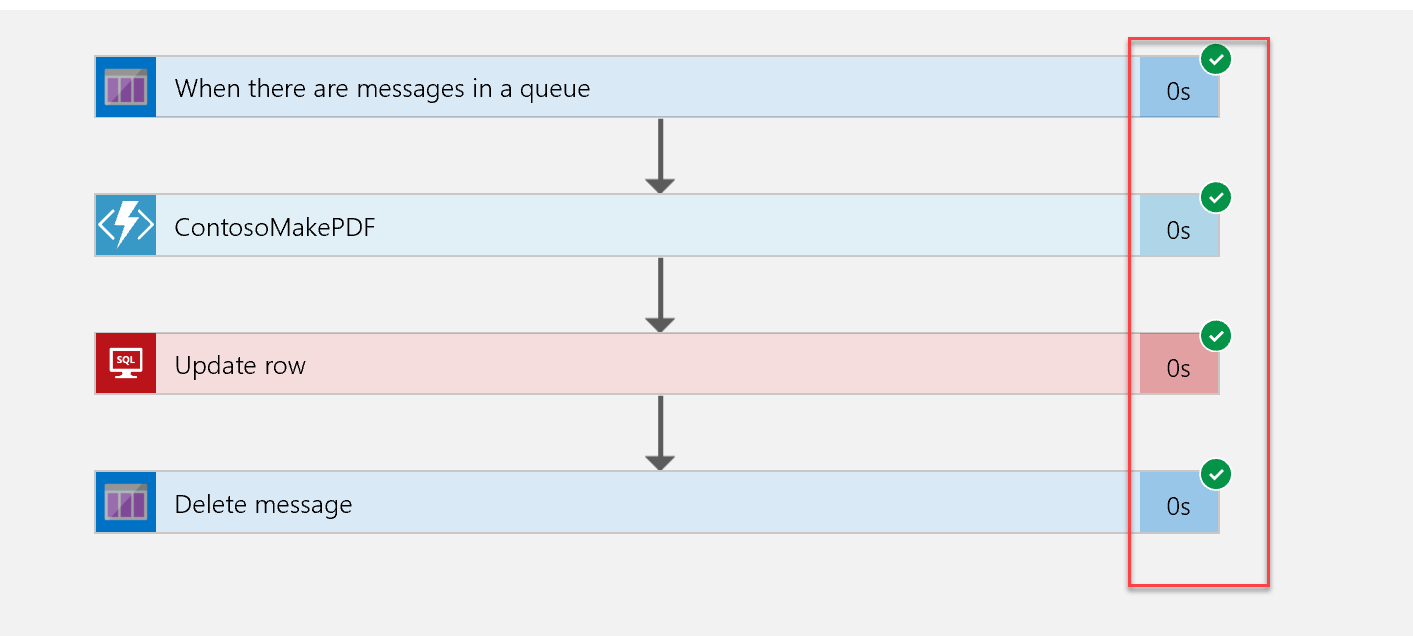 When there are messages in a queue
0s
ContosoMakePDF
0s
SQL
Update row
0s
Delete message
0s